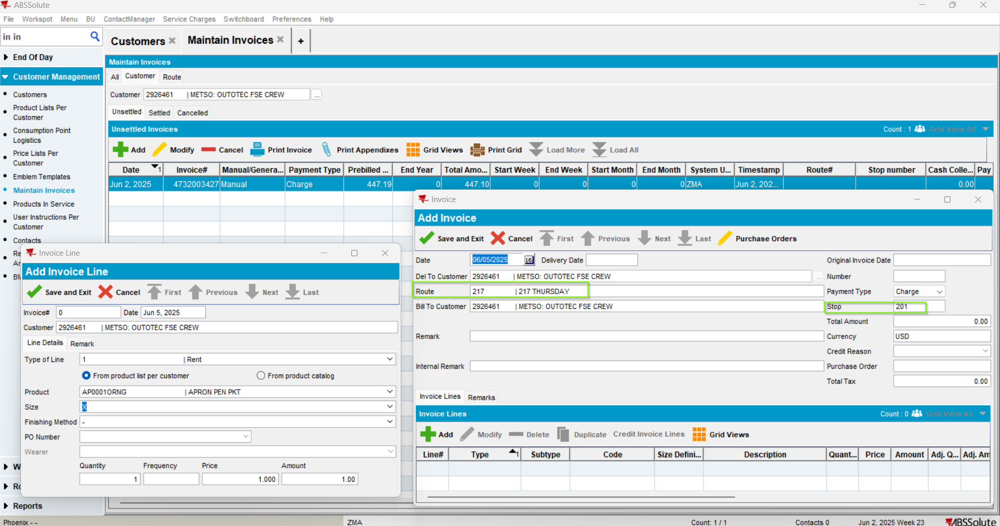 ABSSolute
File Workspot Menu BU ContactManager Service Charges Switchboard Preferences Help
in in
Customers
Maintain Invoices
+
End Of Day
Customer Management
Customers
Product Lists Per
Customer
Consumption Point
Logistics
Price Lists Per
Customer
Emblem Templates
Maintain Invoices
Products In Service
User Instructions Per
Customer
Contacts
Re
Ar
BM
W
Ro
Reports
Maintain Invoices
All Customer Route
Customer 2926461 | METSO: OUTOTEC FSE CREW ...
Unsettled Settled Cancelled
Unsettled Invoices Count : 1 Grid View All
Add Modify Cancel Print Invoice Print Appendixes Grid Views Print Grid Load More Load All
Date 1 Invoice# Manual/Genera... Payment Type Prebilled ... End Year Total Amo... Start Week End Week Start Month End Month System U... Timestamp Route# Stop number Cash Colle... Pay
Jun 2, 2025 4732003427 Manual Charge 447.19 0 447.10 0 0 0 0 ZMA Jun 2, 202... 0.00
Invoice Line
Add Invoice Line
Save and Exit Cancel First Previous Next Last
Invoice# 0 Date Jun 5, 2025
Customer 2926461 | METSO: OUTOTEC FSE CREW
Line Details Remark
Type of Line 1 | Rent
From product list per customer From product catalog
Product AP0001ORNG | APRON PEN PKT
Size X
Finishing Method -
PO Number
Wearer
Quantity Frequency Price Amount
1 1.000 1.00
Invoice
Add Invoice
Save and Exit Cancel First Previous Next Last Purchase Orders
Date 06/05/2025 16 Delivery Date Original Invoice Date
Del To Customer 2926461 | METSO: OUTOTEC FSE CREW ... Number
Route 217 | 217 THURSDAY Payment Type Charge
Bill To Customer 2926461 | METSO: OUTOTEC FSE CREW Stop 201
Total Amount 0.00
Remark Currency USD
Credit Reason
Internal Remark Purchase Order
Total Tax 0.00
Invoice Lines Remarks
Invoice Lines Count : 0 Grid View All
Add Modify Delete Duplicate Credit Invoice Lines Grid Views
Line# Type 1 Subtype Code Size Defini... Description Quant... Price Amount Adj. Q... Adj. Am
Phoenix - - ZMA Count: 1 / 1 Contacts 0 Jun 2, 2025 Week 23 ABSSolute